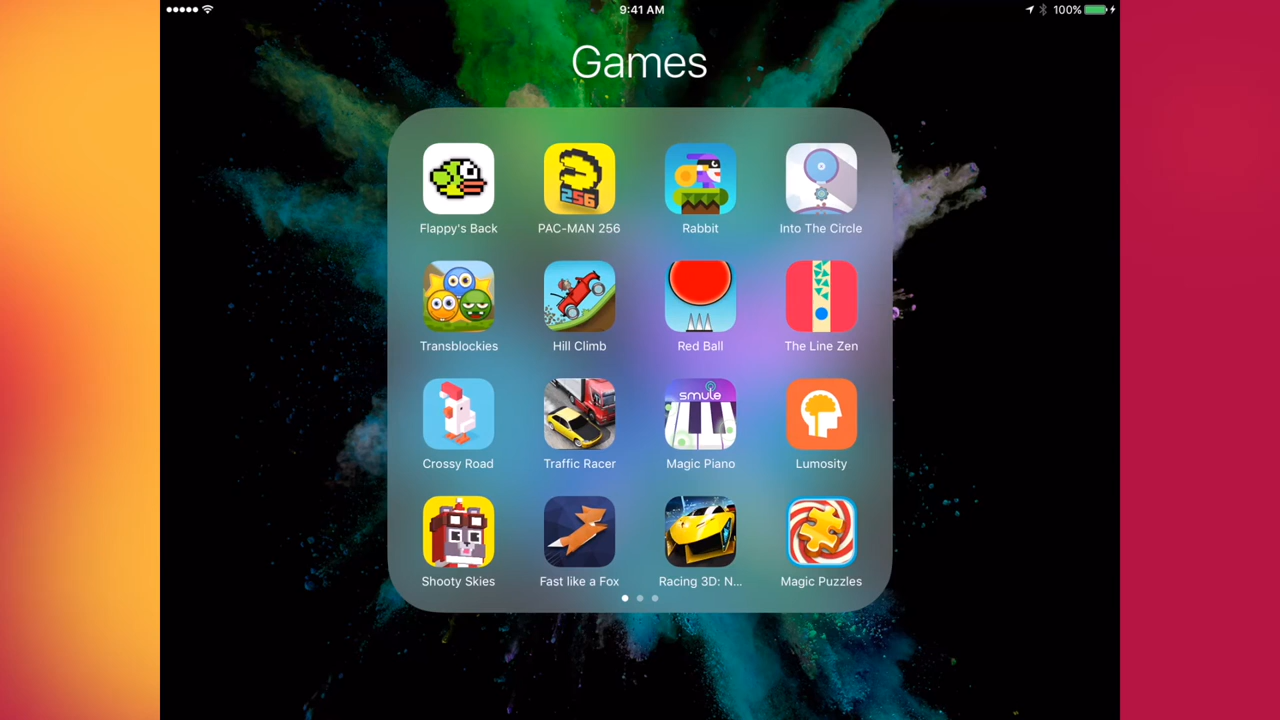 9:41 AM
100%
Games
256
Flappy's Back
PAC-MAN 256
Rabbit
Into The Circle
Transblockies
Hill Climb
Red Ball
The Line Zen
smule
Crossy Road
Traffic Racer
Magic Piano
Lumosity
Shooty Skies
Fast like a Fox
Racing 3D: N...
Magic Puzzles